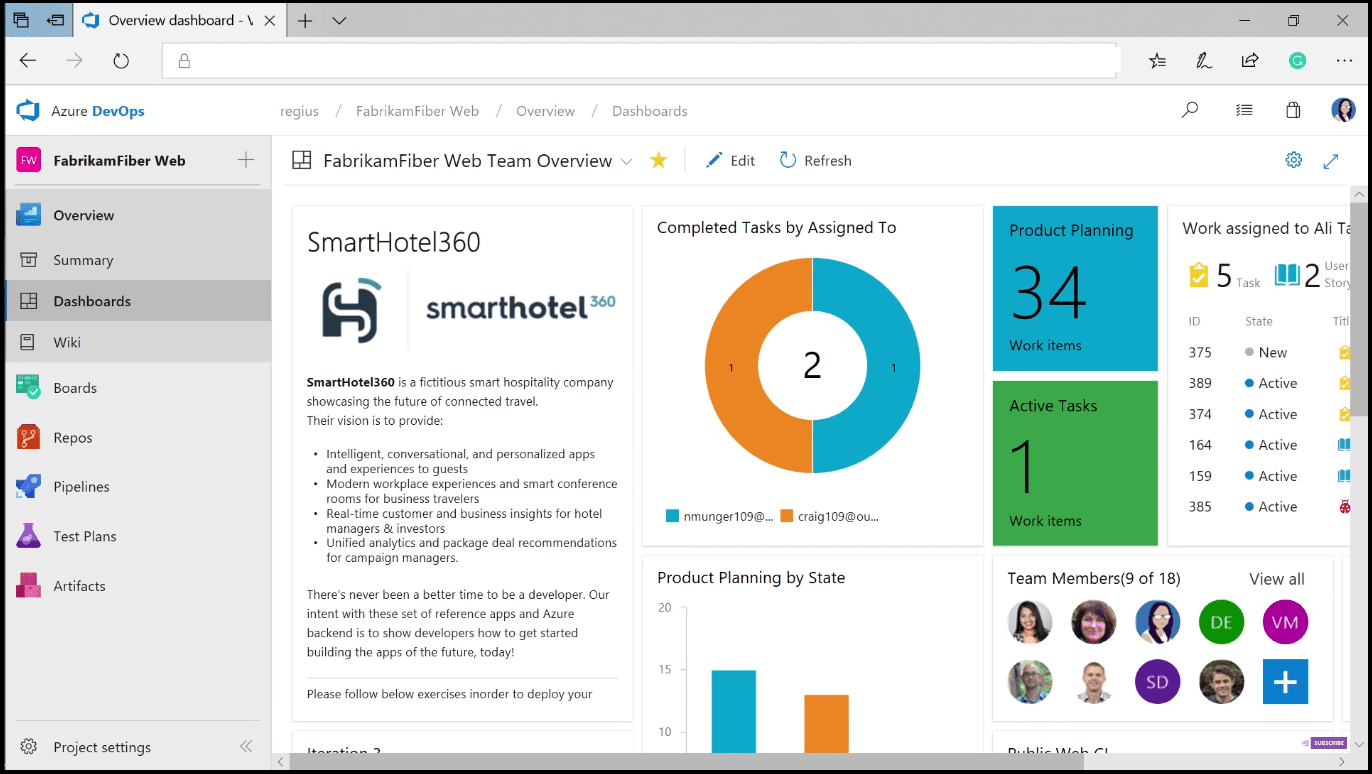 Overview dashboard - V
Azure DevOps
regius / FabrikamFiber Web / Overview / Dashboards
FW FabrikamFiber Web
FabrikamFiber Web Team Overview
Edit
Refresh
Overview
Summary
Dashboards
Wiki
Boards
Repos
Pipelines
Test Plans
Artifacts
Project settings
SmartHotel360
smarthotel360
SmartHotel360 is a fictitious smart hospitality company
showcasing the future of connected travel.
Their vision is to provide:
• Intelligent, conversational, and personalized apps
and experiences to guests
• Modern workplace experiences and smart conference
rooms for business travelers
• Real-time customer and business insights for hotel
managers & investors
• Unified analytics and package deal recommendations
for campaign managers.
There's never been a better time to be a developer. Our
intent with these set of reference apps and Azure
backend is to show developers how to get started
building the apps of the future, today!
Please follow below exercises inorder to deploy your
Iteration 3
Completed Tasks by Assigned To
1 2 1
nmunger109@... craig109@ou...
Product Planning by State
20
15
10
Product Planning
34
Work items
Active Tasks
1
Work items
Work assigned to Ali Ta
5 Task 2 User
Story
ID State Titl
375 New
389 Active
374 Active
164 Active
159 Active
385 Active
Team Members(9 of 18) View all
DE VM
SD
SUBSCRIBE